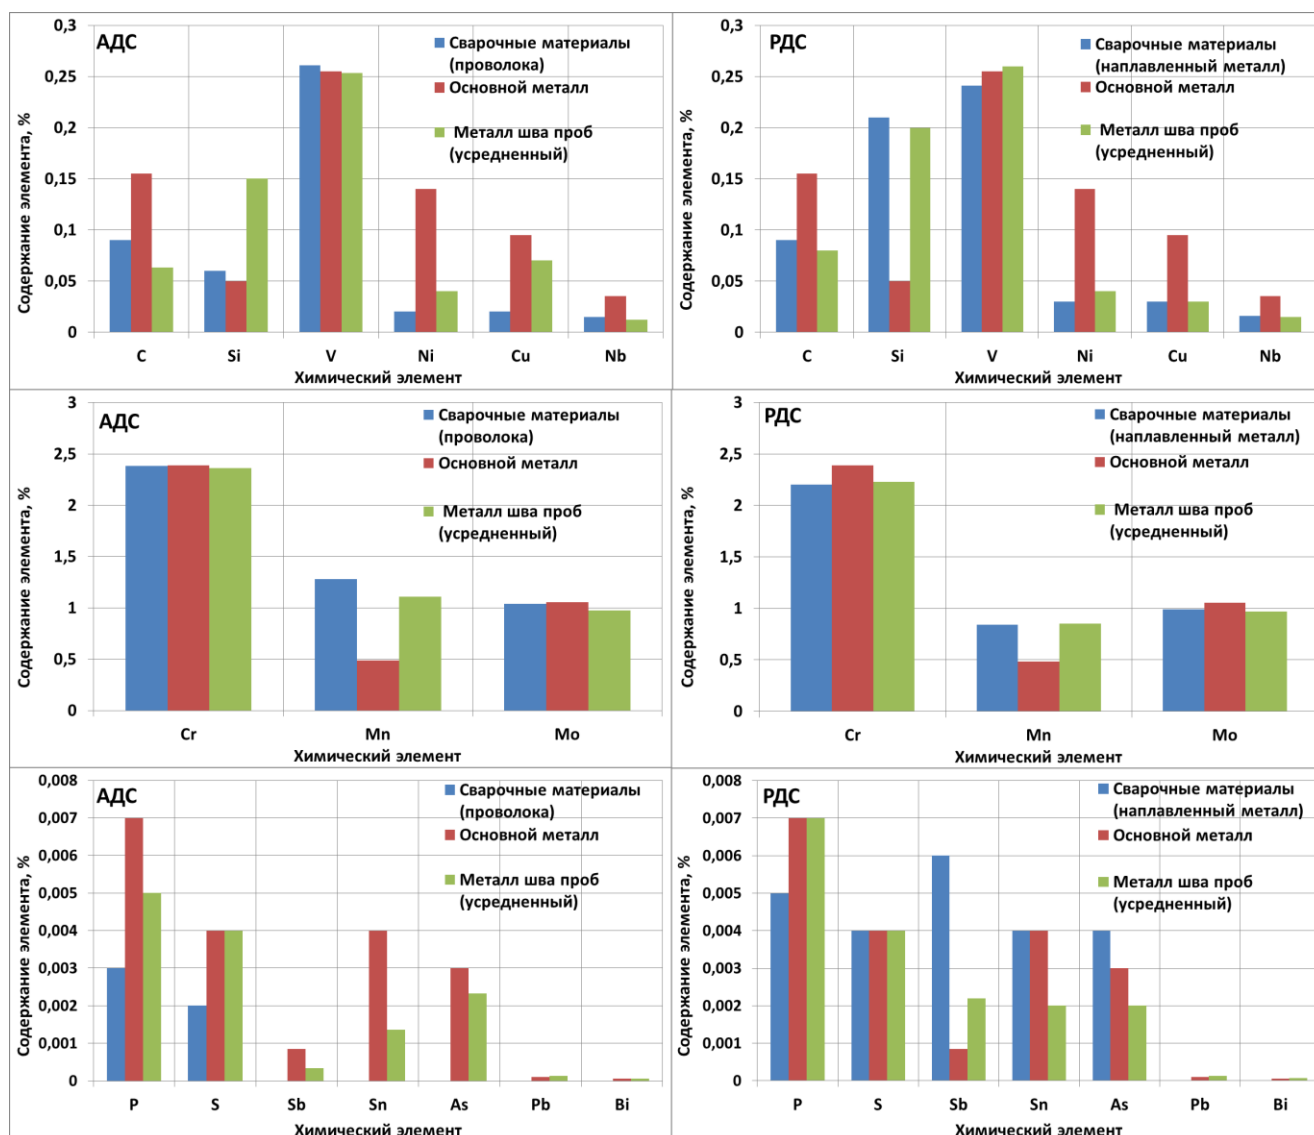 АДС
Содержание элемента, %
0,3
0,25
0,2
0,15
0,1
0,05
0
Сварочные материалы
(проволока)
Основной металл
Металл шва проб
(усредненный)
C Si V Ni Cu Nb
Химический элемент
РДС
Содержание элемента, %
0,3
0,25
0,2
0,15
0,1
0,05
0
Сварочные материалы
(наплавленный металл)
Основной металл
Металл шва проб
(усредненный)
C Si V Ni Cu Nb
Химический элемент
АДС
Содержание элемента, %
3
2,5
2
1,5
1
0,5
0
Сварочные материалы
(проволока)
Основной металл
Металл шва проб
(усредненный)
Cr Mn Mo
Химический элемент
РДС
Содержание элемента, %
3
2,5
2
1,5
1
0,5
0
Сварочные материалы
(наплавленный металл)
Основной металл
Металл шва проб
(усредненный)
Cr Mn Mo
Химический элемент
АДС
Содержание элемента, %
0,008
0,007
0,006
0,005
0,004
0,003
0,002
0,001
0
Сварочные материалы
(проволока)
Основной металл
Металл шва проб
(усредненный)
P S Sb Sn As Pb Bi
Химический элемент
РДС
Содержание элемента, %
0,008
0,007
0,006
0,005
0,004
0,003
0,002
0,001
0
Сварочные материалы
(наплавленный металл)
Основной металл
Металл шва проб
(усредненный)
P S Sb Sn As Pb Bi
Химический элемент